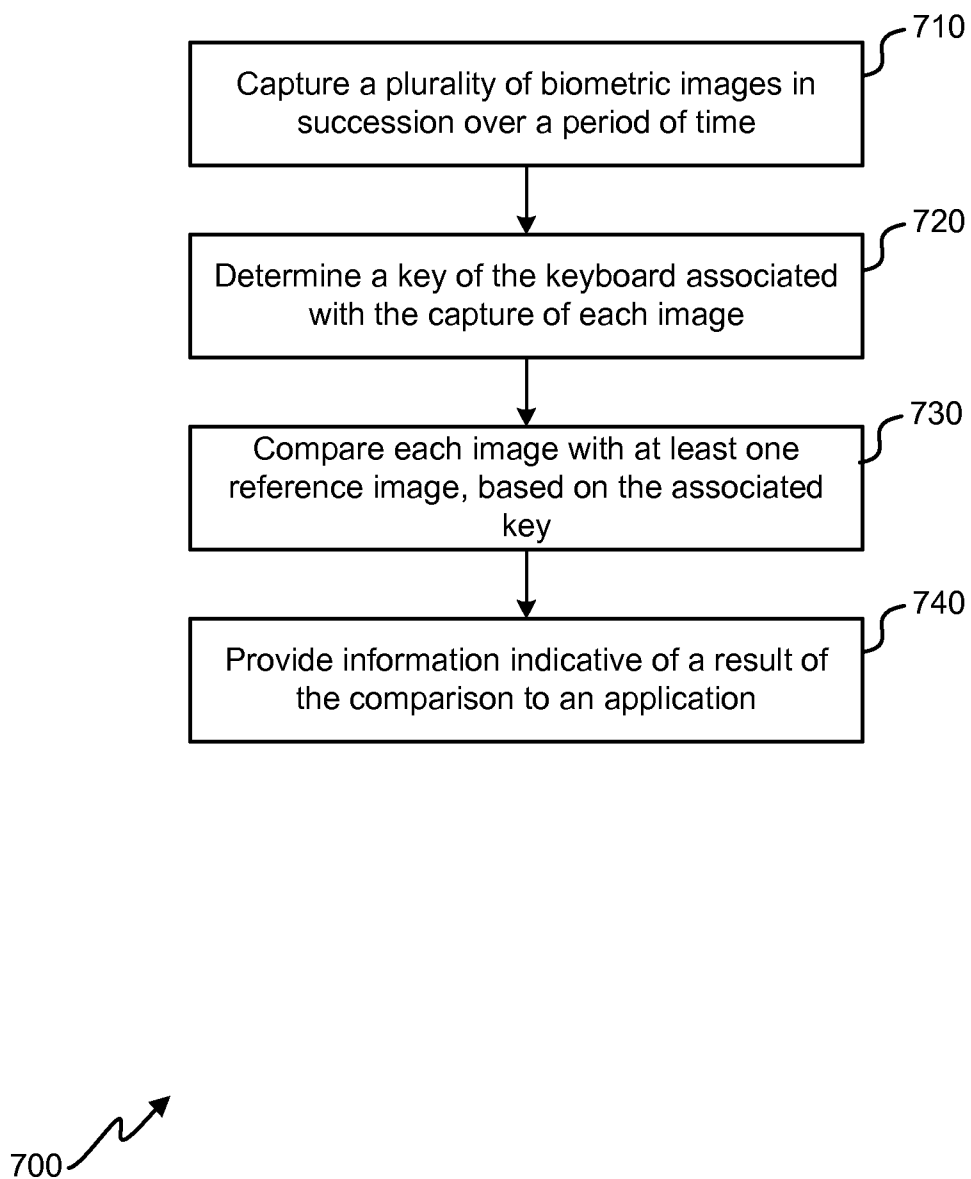 710
Capture a plurality of biometric images in
succession over a period of time
720
Determine a key of the keyboard associated
with the capture of each image
730
Compare each image with at least one
reference image, based on the associated
key
740
Provide information indicative of a result of
the comparison to an application
700